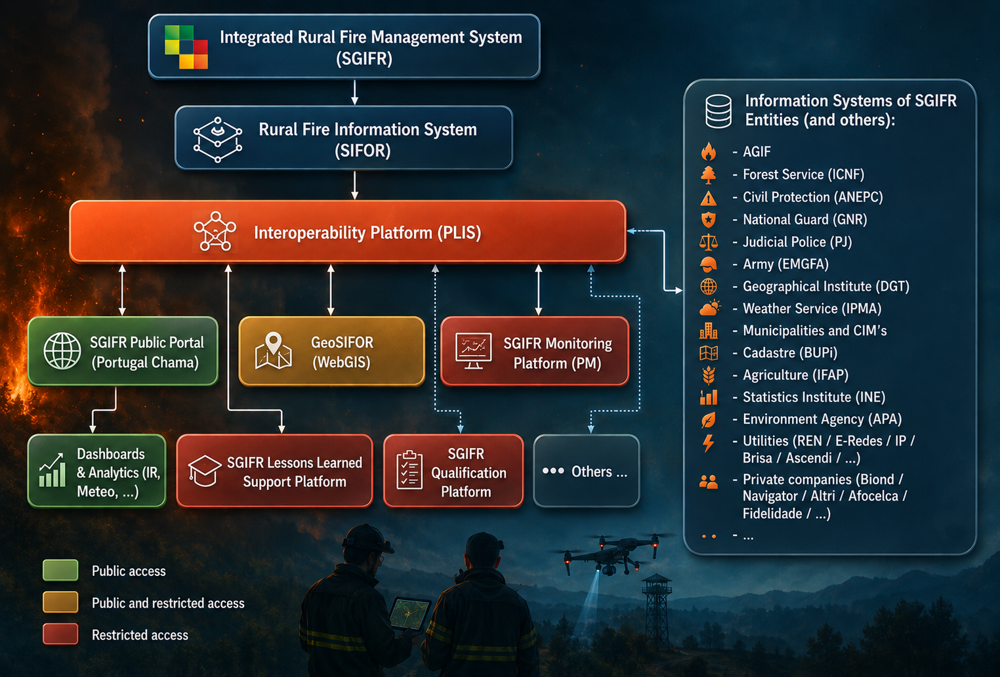 Integrated Rural Fire Management System
(SGIFR)
Rural Fire Information System
(SIFOR)
Interoperability Platform (PLIS)
SGIFR Public Portal
(Portugal Chama)
GeoSIFOR
(WebGIS)
SGIFR Monitoring
Platform (PM)
Dashboards
& Analytics (IR,
Meteo, ...)
SGIFR Lessons Learned
Support Platform
SGIFR
Qualification
Platform
Others ...
Information Systems of SGIFR
Entities (and others):
- AGIF
- Forest Service (ICNF)
- Civil Protection (ANEPC)
- National Guard (GNR)
- Judicial Police (PJ)
- Army (EMGFA)
- Geographical Institute (DGT)
- Weather Service (IPMA)
- Municipalities and CIM's
- Cadastre (BUPi)
- Agriculture (IFAP)
- Statistics Institute (INE)
- Environment Agency (APA)
- Utilities (REN / E-Redes / IP /
Brisa / Ascendi / ...)
- Private companies (Biond /
Navigator / Altri / Afocelca /
Fidelidade / ...)
- ...
Public access
Public and restricted access
Restricted access